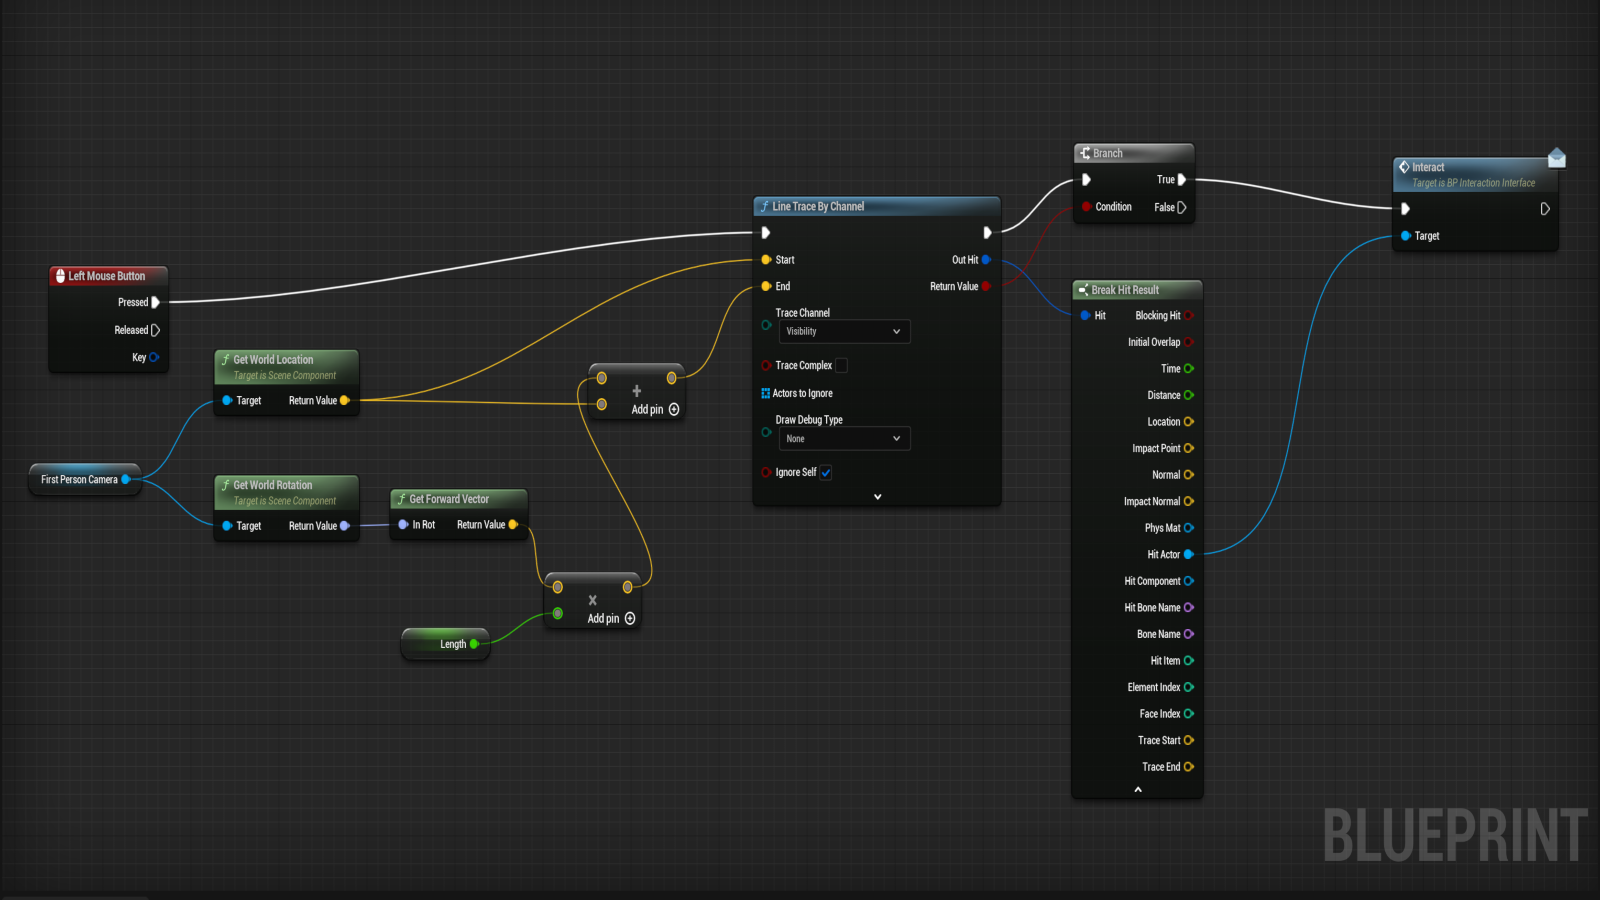 Left Mouse Button
Pressed
Released
Key
Get World Location
Target is Scene Component
Target Return Value
First Person Camera
Get World Rotation
Target is Scene Component
Target Return Value
Get Forward Vector
In Rot Return Value
Length
x
Add pin
+
Add pin
Line Trace By Channel
Start Out Hit
End Return Value
Trace Channel
Visibility
Trace Complex
Actors to Ignore
Draw Debug Type
None
Ignore Self
Branch
True
Condition False
Break Hit Result
Hit Blocking Hit
Initial Overlap
Time
Distance
Location
Impact Point
Normal
Impact Normal
Phys Mat
Hit Actor
Hit Component
Hit Bone Name
Bone Name
Hit Item
Element Index
Face Index
Trace Start
Trace End
Interact
Target is BP Interaction Interface
Target
BLUEPRINT